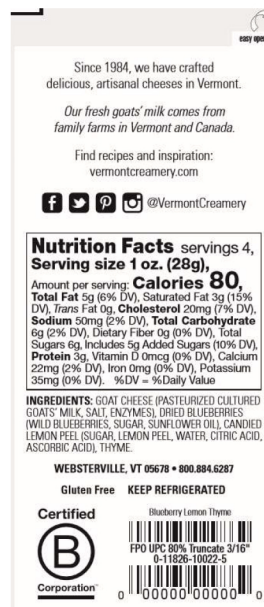 easy ope
Since 1984, we have crafted
delicious, artisanal cheeses in Vermont.
Our fresh goats' milk comes from
family farms in Vermont and Canada.
Find recipes and inspiration:
vermontcreamery.com
@VermontCreamery
Nutrition Facts servings 4,
Serving size 1 oz. (28g),
Amount per serving: Calories 80,
Total Fat 5g (6% DV), Saturated Fat 3g (15%
DV), Trans Fat 0g, Cholesterol 20mg (7% DV),
Sodium 50mg (2% DV), Total Carbohydrate
6g (2% DV), Dietary Fiber 0g (0% DV), Total
Sugars 6g, Includes 5g Added Sugars (10% DV),
Protein 3g, Vitamin D 0mcg (0% DV), Calcium
22mg (2% DV), Iron 0mg (0% DV), Potassium
35mg (0% DV). %DV = %Daily Value
INGREDIENTS: GOAT CHEESE (PASTEURIZED CULTURED
GOATS' MILK, SALT, ENZYMES), DRIED BLUEBERRIES
(WILD BLUEBERRIES, SUGAR, SUNFLOWER OIL), CANDIED
LEMON PEEL (SUGAR, LEMON PEEL, WATER, CITRIC ACID,
ASCORBIC ACID), THYME.
WEBSTERVILLE, VT 05678 • 800.884.6287
Gluten Free KEEP REFRIGERATED
Certified
B
Corporation
Blueberry Lemon Thyme
FPO UPC 80% Truncate 3/16"
0-11826-10022-5
0 00000 00000 0